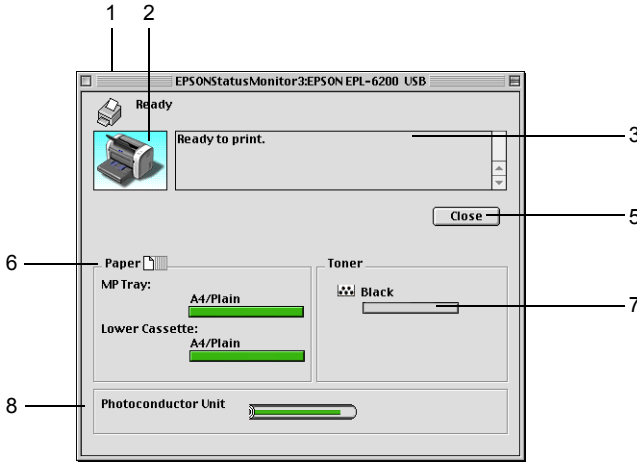 1 2
EPSONStatusMonitor3:EPSON EPL-6200 USB
Ready
Ready to print.
3
Close
5
6
Paper
Toner
MP Tray:
A4/Plain
Black
7
Lower Cassette:
A4/Plain
8
Photoconductor Unit